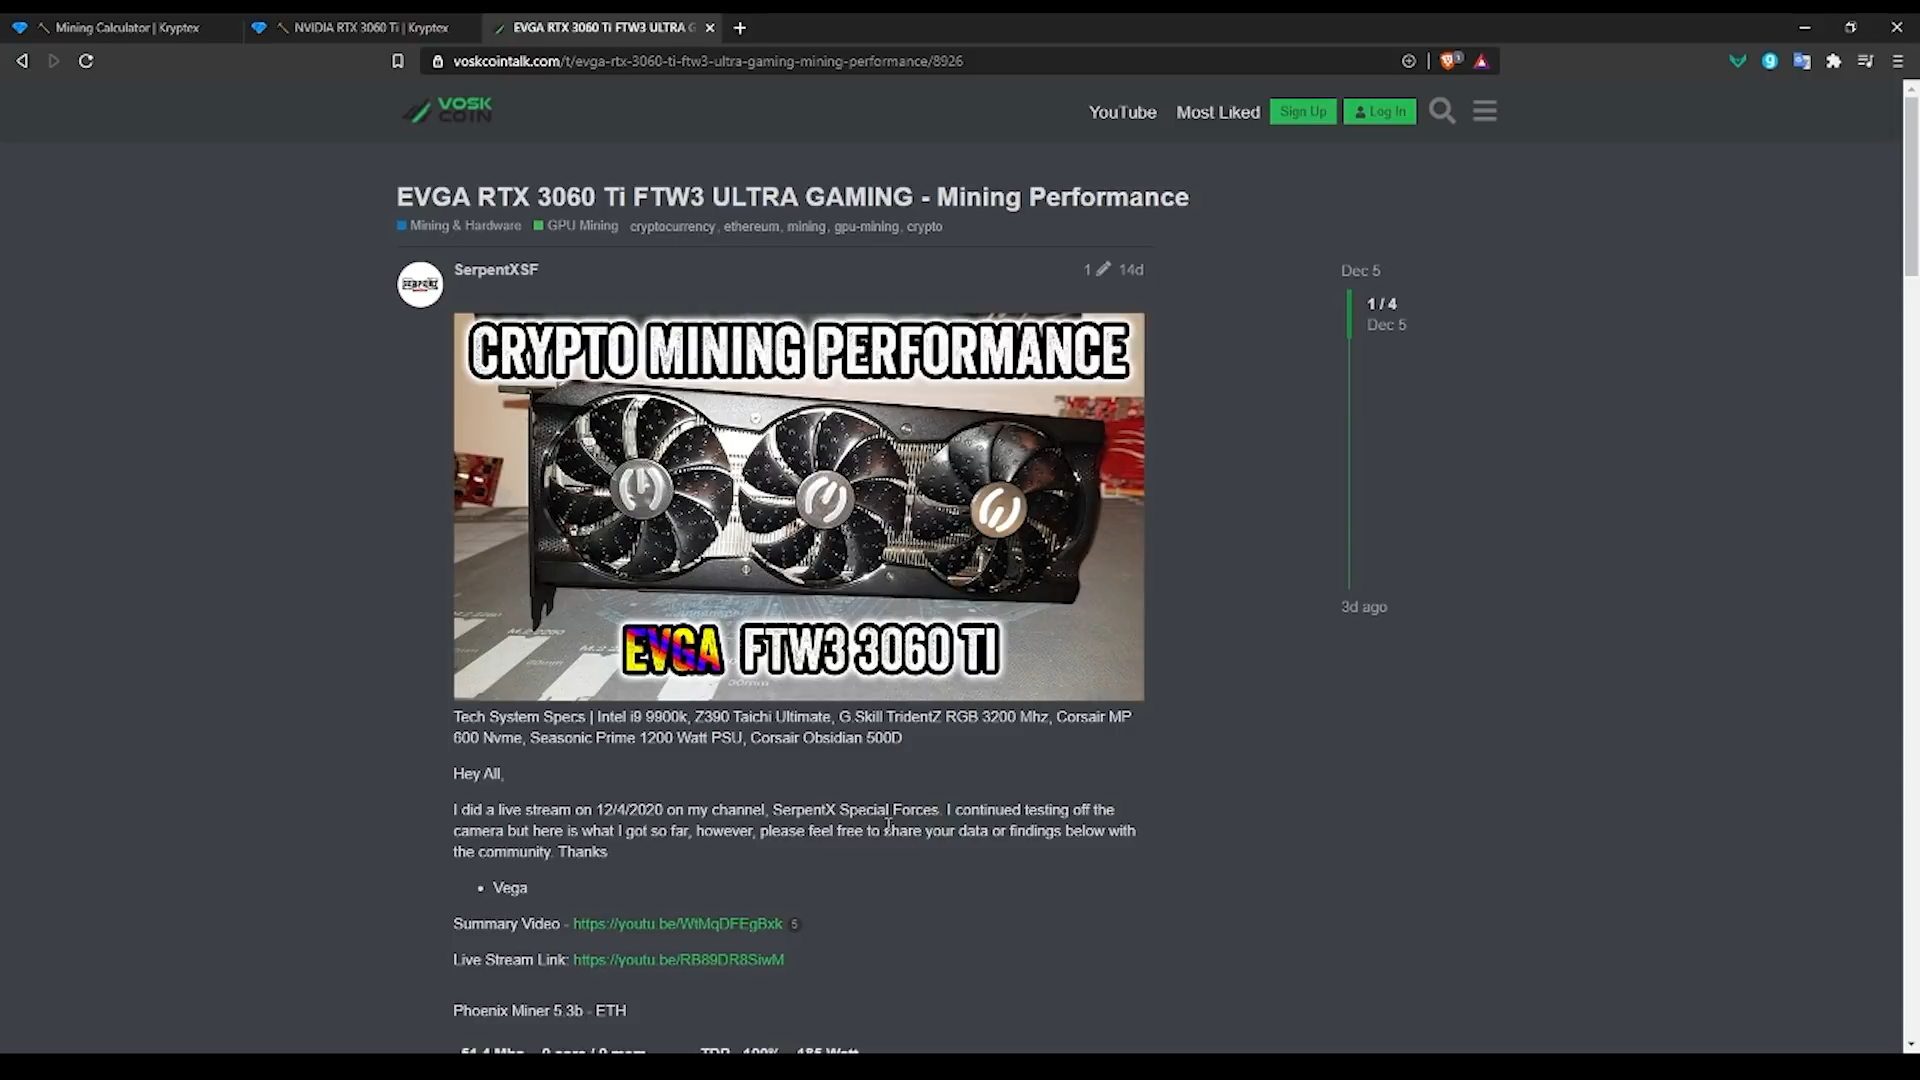 Mining Calculator | Kryptex
NVIDIA RTX 3060 Ti | Kryptex
EVGA RTX 3060 Ti FTW3 ULTRA G
voskcointalk.com/t/evga-rtx-3060-ti-ftw3-ultra-gaming-mining-performance/8926
VOSK
COIN
YouTube
Most Liked
Sign Up
Log In
EVGA RTX 3060 Ti FTW3 ULTRA GAMING - Mining Performance
Mining & Hardware GPU Mining cryptocurrency, ethereum, mining, gpu-mining, crypto
SerpentXSF
1 14d
Dec 5
1 / 4
Dec 5
3d ago
CRYPTO MINING PERFORMANCE
EVGA FTW3 3060 TI
Tech System Specs | Intel i9 9900k, Z390 Taichi Ultimate, G.Skill TridentZ RGB 3200 Mhz, Corsair MP
600 Nvme, Seasonic Prime 1200 Watt PSU, Corsair Obsidian 500D
Hey All,
I did a live stream on 12/4/2020 on my channel, SerpentX Special Forces. I continued testing off the
camera but here is what I got so far, however, please feel free to share your data or findings below with
the community. Thanks
• Vega
Summary Video - https://youtu.be/WtMqDFEgBxk 5
Live Stream Link: https://youtu.be/RB89DR8SiwM
Phoenix Miner 5.3b - ETH